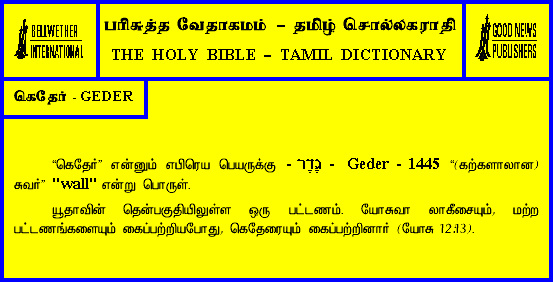 BELLWETHER
INTERNATIONAL
பரிசுத்த வேதாகமம் – தமிழ் சொல்லகராதி
THE HOLY BIBLE – TAMIL DICTIONARY
GOOD NEWS
PUBLISHERS
கெதேர் - GEDER
“கெதேர்” என்னும் எபிரெய பெயருக்கு - גֶּדֶר - Geder - 1445 “(கற்களாலான)
சுவர்” "wall" என்று பொருள்.
யூதாவின் தென்பகுதியிலுள்ள ஒரு பட்டணம். யோசுவா லாகீசையும், மற்ற
பட்டணங்களையும் கைப்பற்றியபோது, கெதேரையும் கைப்பற்றினார் (யோசு 12:13).